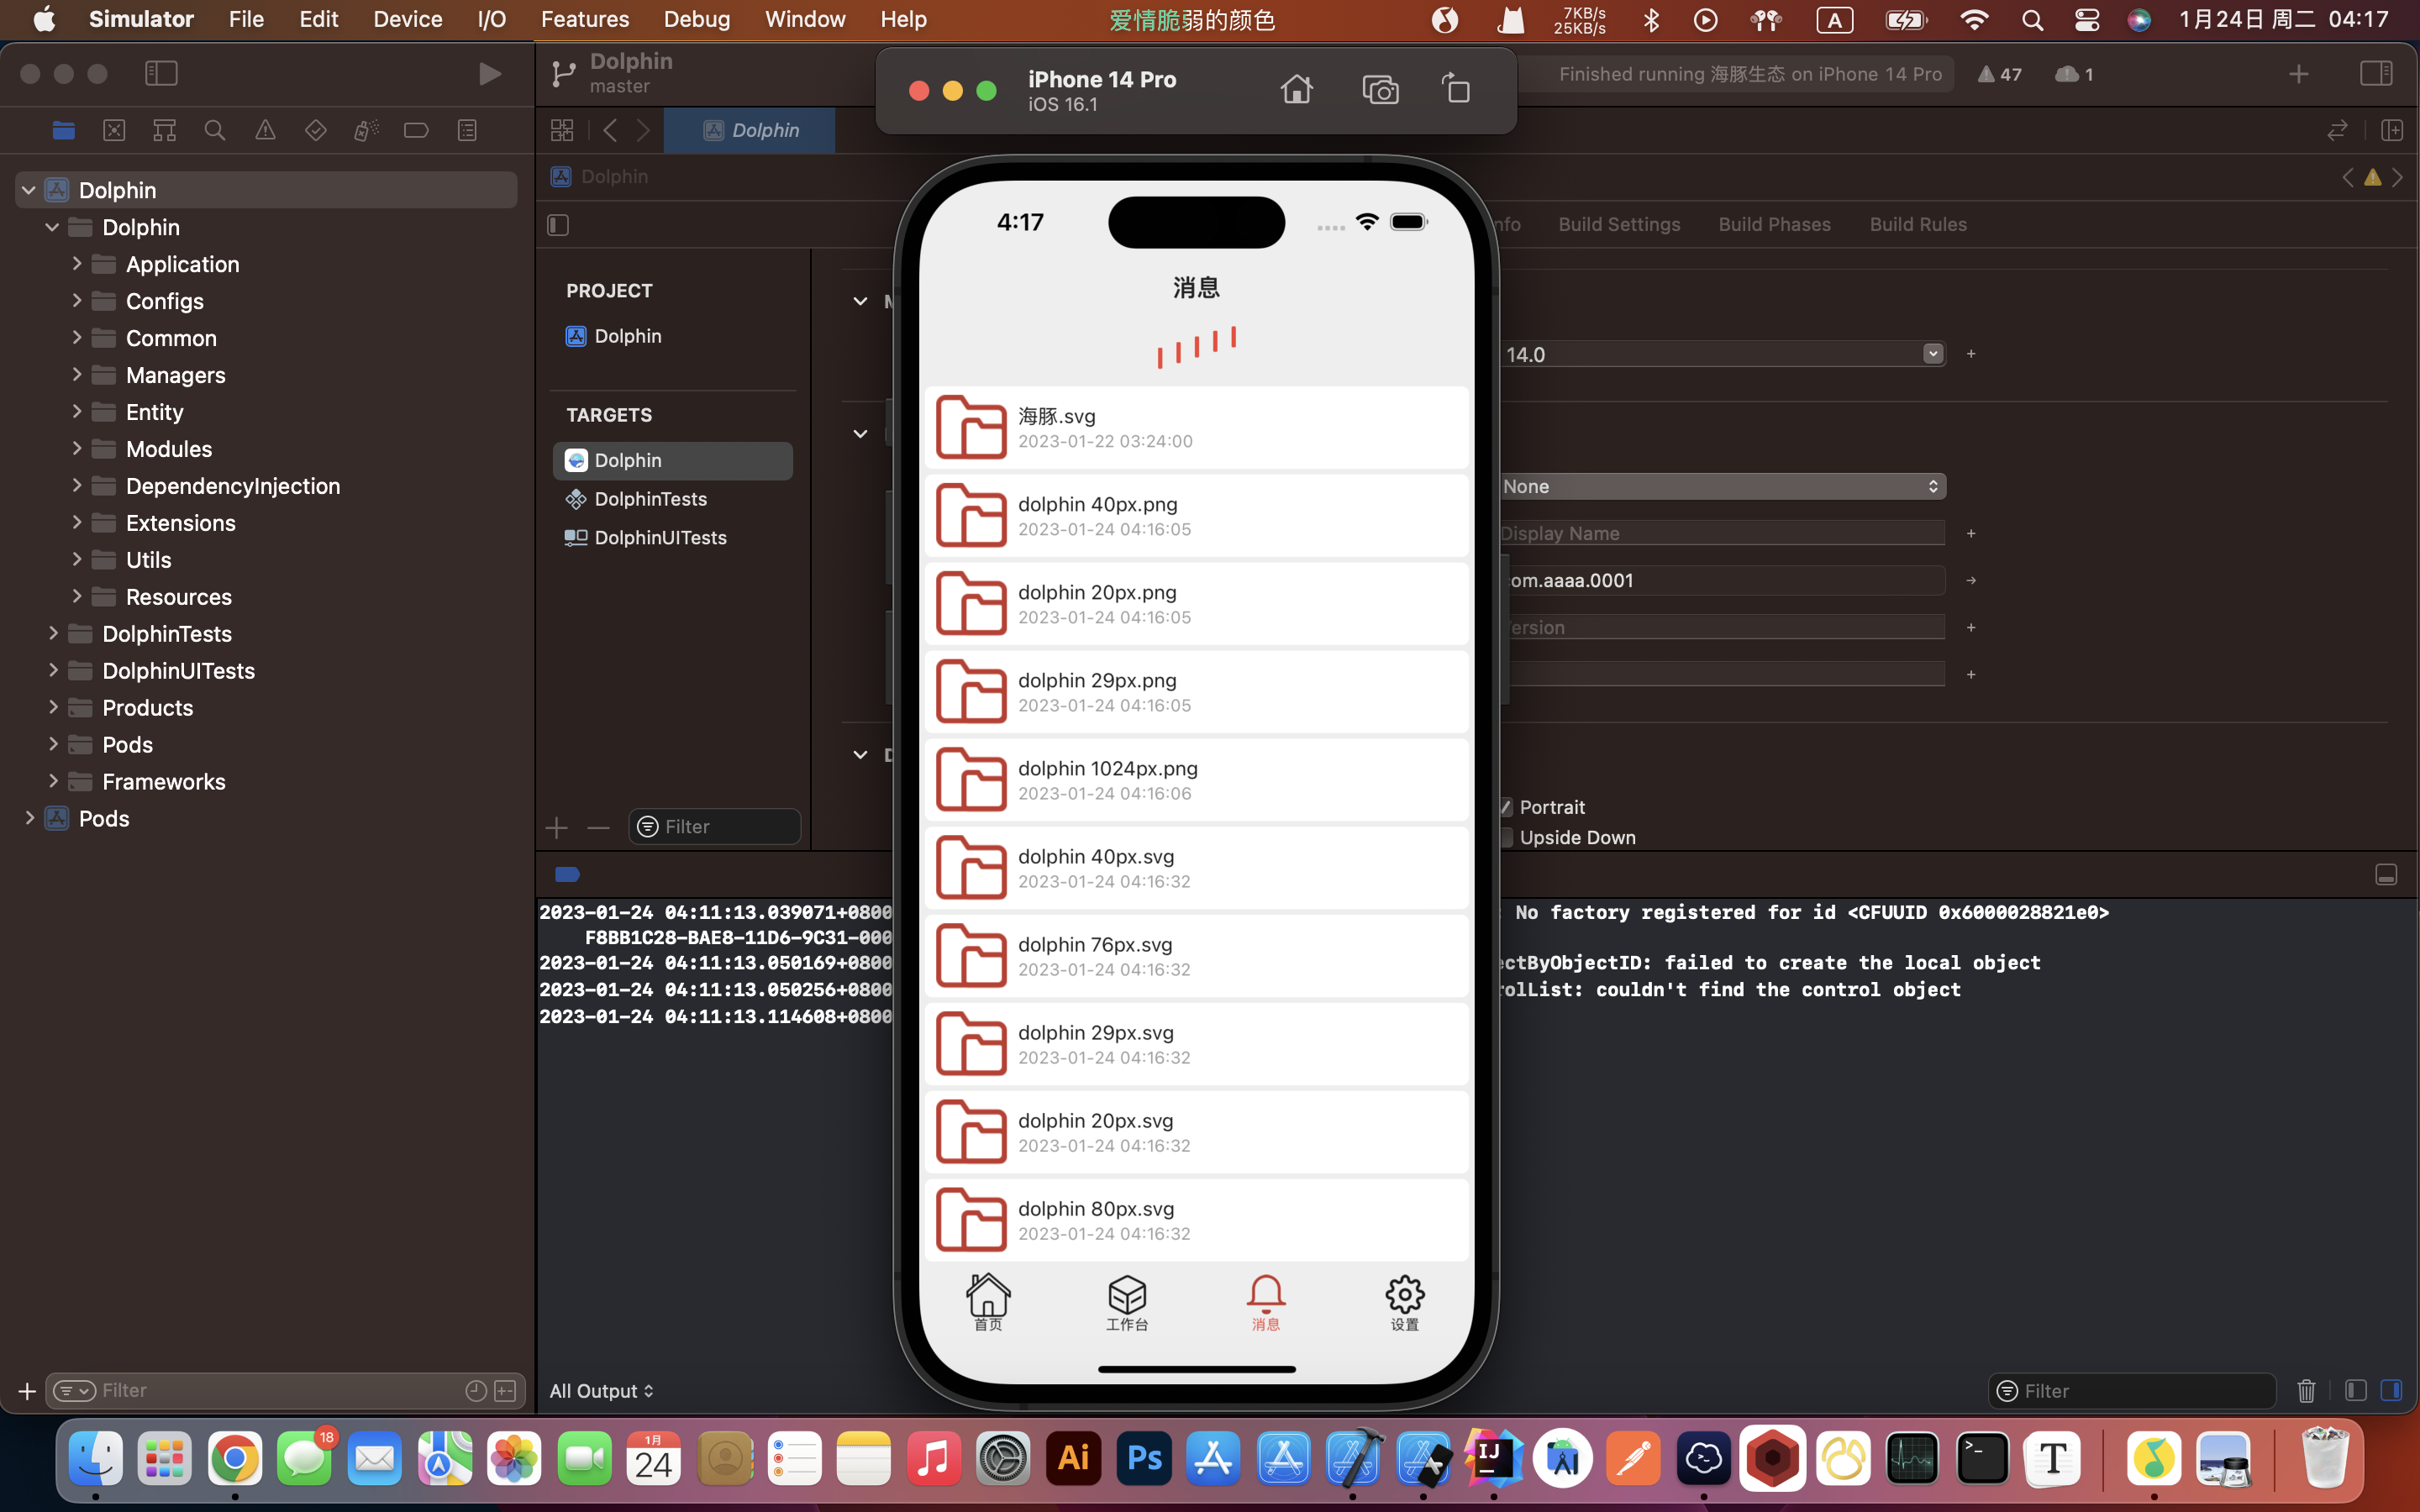 Simulator File Edit Device I/O Features Debug Window Help 爱情脆弱的颜色 7KB/s 25KB/s A 1月24日 周二 04:17
Dolphin
master
iPhone 14 Pro
iOS 16.1
Finished running 海豚生态 on iPhone 14 Pro 47 1
Dolphin
Dolphin
Dolphin
Dolphin
Application
Configs
Common
Managers
Entity
Modules
DependencyInjection
Extensions
Utils
Resources
DolphinTests
DolphinUITests
Products
Pods
Frameworks
Pods
Filter
Build Settings Build Phases Build Rules
PROJECT
Dolphin
TARGETS
Dolphin
DolphinTests
DolphinUITests
Filter
14.0
None
Display Name
om.aaaa.0001
ersion
Portrait
Upside Down
4:17
消息
海豚.svg
2023-01-22 03:24:00
dolphin 40px.png
2023-01-24 04:16:05
dolphin 20px.png
2023-01-24 04:16:05
dolphin 29px.png
2023-01-24 04:16:05
dolphin 1024px.png
2023-01-24 04:16:06
dolphin 40px.svg
2023-01-24 04:16:32
dolphin 76px.svg
2023-01-24 04:16:32
dolphin 29px.svg
2023-01-24 04:16:32
dolphin 20px.svg
2023-01-24 04:16:32
dolphin 80px.svg
2023-01-24 04:16:32
首页 工作台 消息 设置
2023-01-24 04:11:13.039071+0800 : No factory registered for id <CFUUID 0x6000028821e0>
F8BB1C28-BAE8-11D6-9C31-000
2023-01-24 04:11:13.050169+0800 ectByObjectID: failed to create the local object
2023-01-24 04:11:13.050256+0800 rolList: couldn't find the control object
2023-01-24 04:11:13.114608+0800
All Output
Filter
18
1月
24
Ai
Ps
IJ
>_
T